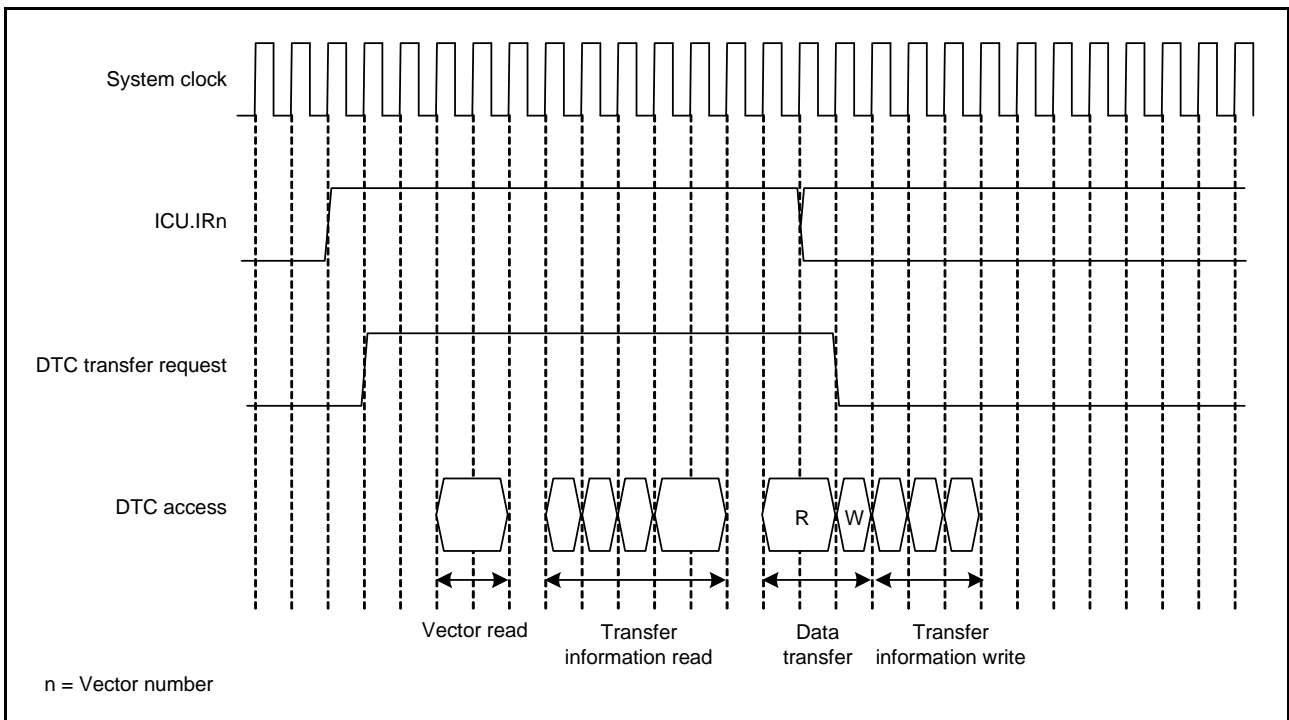 System clock
ICU.IRn
DTC transfer request
DTC access
R
W
Vector read
Transfer
information read
Data
transfer
Transfer
information write
n = Vector number